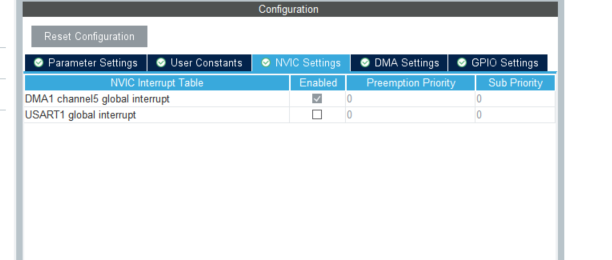 Configuration
Reset Configuration
Parameter Settings User Constants NVIC Settings DMA Settings GPIO Settings
NVIC Interrupt Table Enabled Preemption Priority Sub Priority
DMA1 channel5 global interrupt 0 0
USART1 global interrupt 0 0